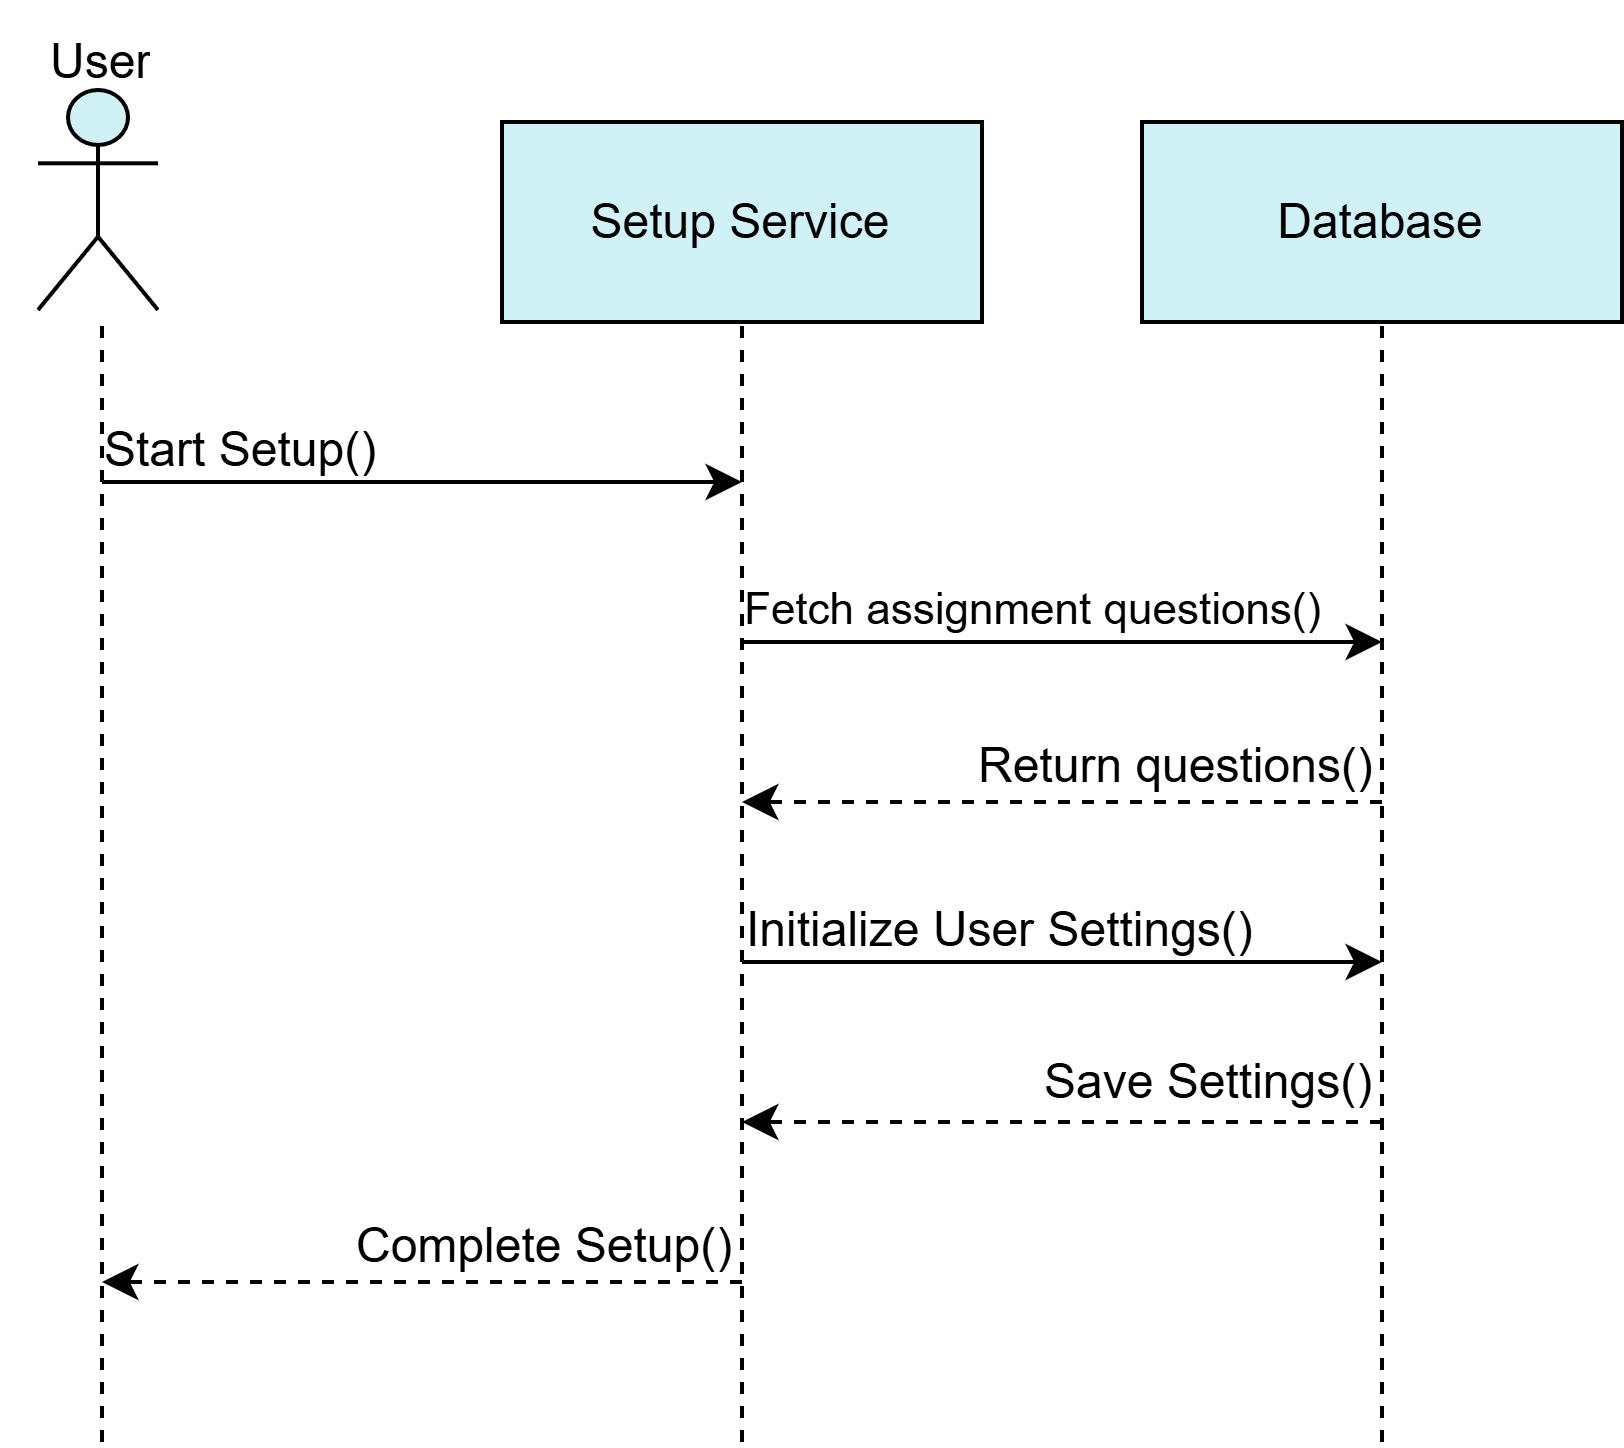 User
Setup Service
Database
Start Setup()
Fetch assignment questions()
Return questions()
Initialize User Settings()
Save Settings()
Complete Setup()